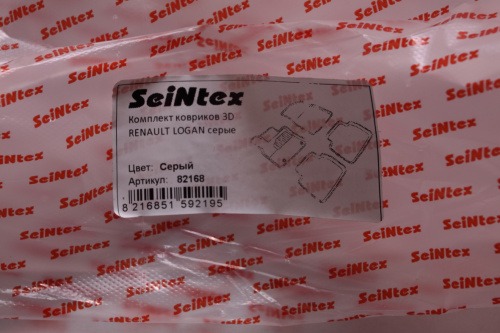 SeiNtex
Комплект ковриков 3D
RENAULT LOGAN серые
Цвет: Серый
Артикул: 82168
8 216851 592195